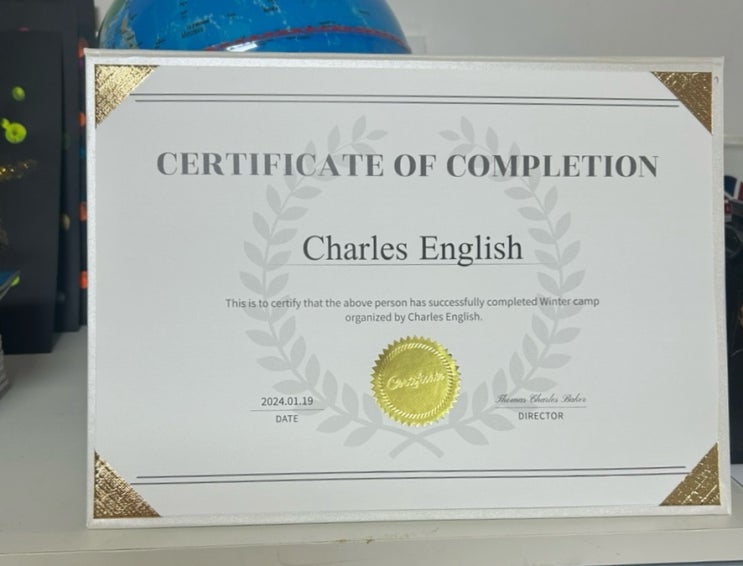 CERTIFICATE OF COMPLETION
Charles English
This is to certify that the above person has successfully completed Winter camp
organized by Charles English.
Certificate
2024.01.19
DATE
Thomas Charles Baker
DIRECTOR